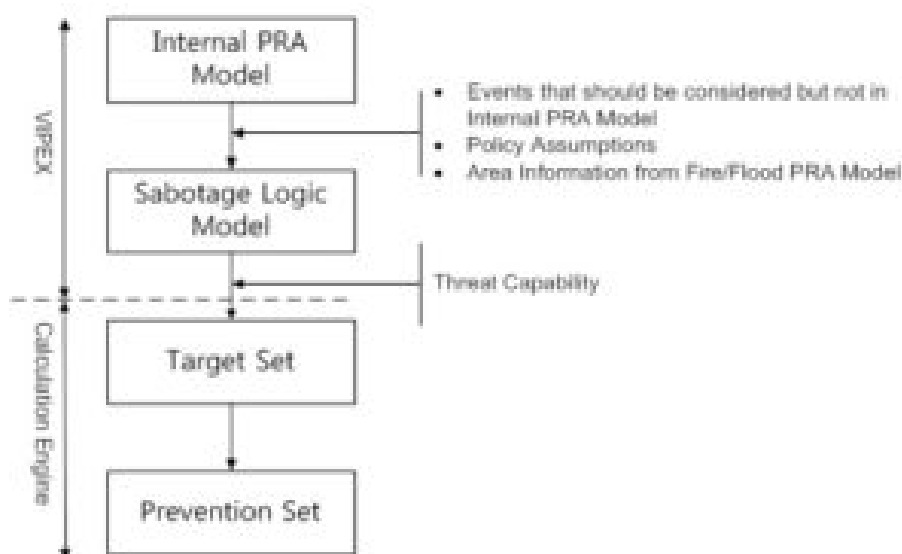 Internal PRA
Model
• Events that should be considered but not in
Internal PRA Model
• Policy Assumptions
• Area Information from Fire/Flood PRA Model
VIPEX
Sabotage Logic
Model
Threat Capability
Target Set
Calculation Engine
Prevention Set